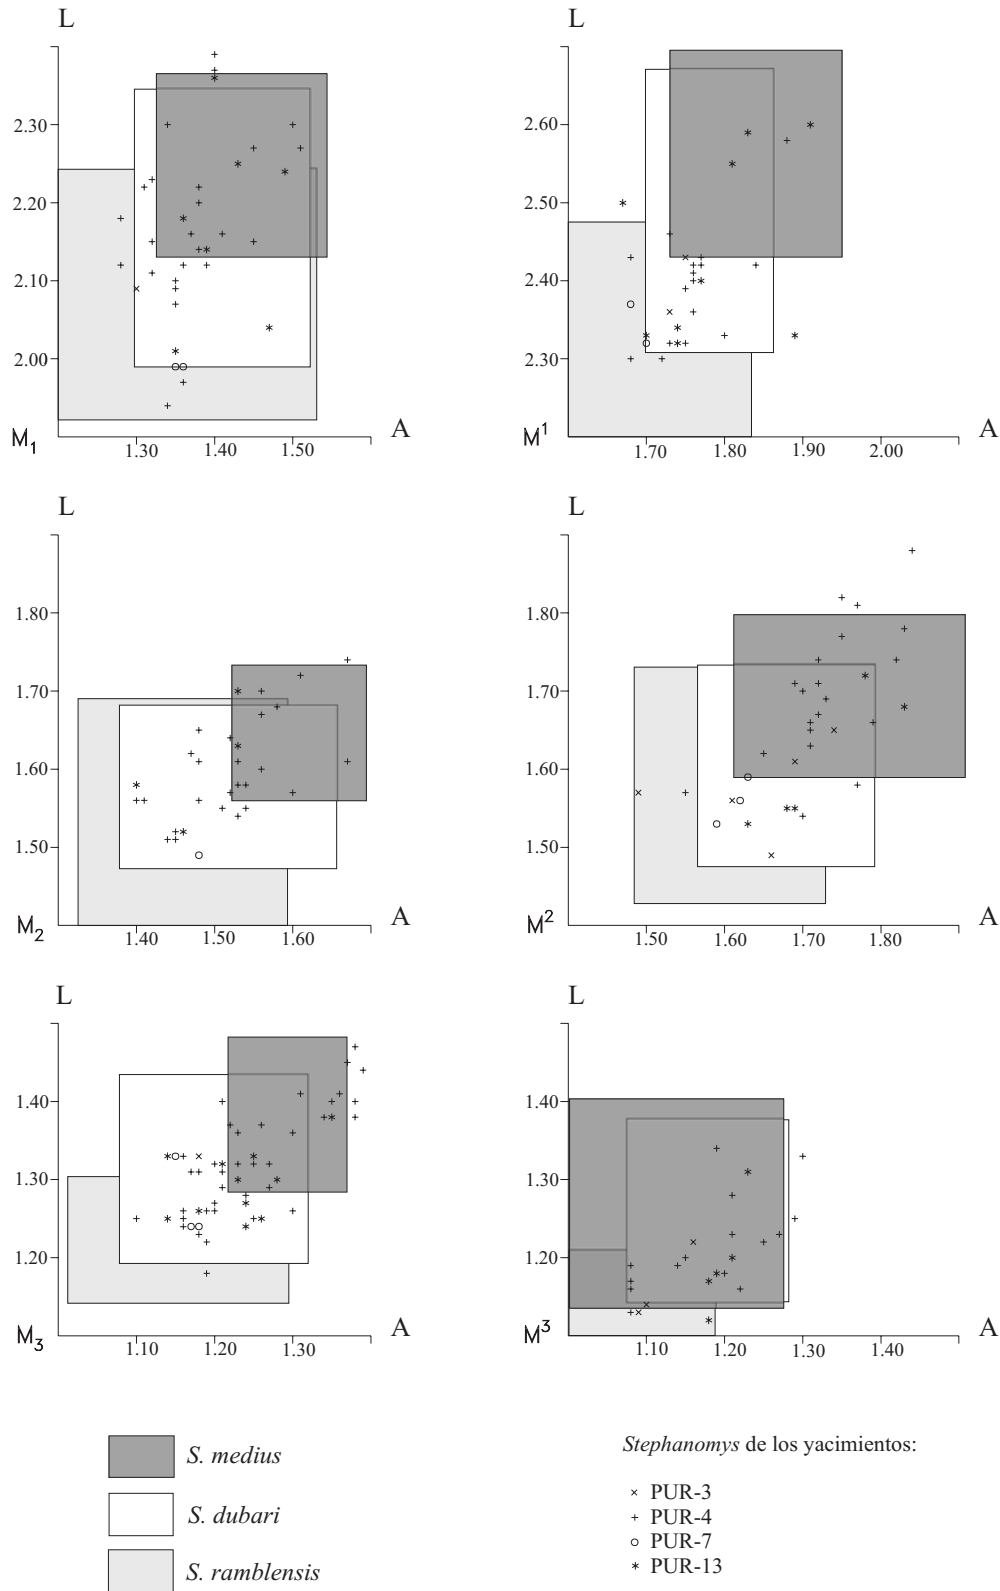 L
2.30
2.20
2.10
2.00
M1
1.30 1.40 1.50
A
L
2.60
2.50
2.40
2.30
M1
1.70 1.80 1.90 2.00
A
L
1.80
1.70
1.60
1.50
M2
1.40 1.50 1.60
A
L
1.80
1.70
1.60
1.50
M2
1.50 1.60 1.70 1.80
A
L
1.40
1.30
1.20
M3
1.10 1.20 1.30
A
L
1.40
1.30
1.20
M3
1.10 1.20 1.30 1.40
A
S. medius
S. dubari
S. ramblensis
Stephanomys de los yacimientos:
× PUR-3
+ PUR-4
○ PUR-7
* PUR-13